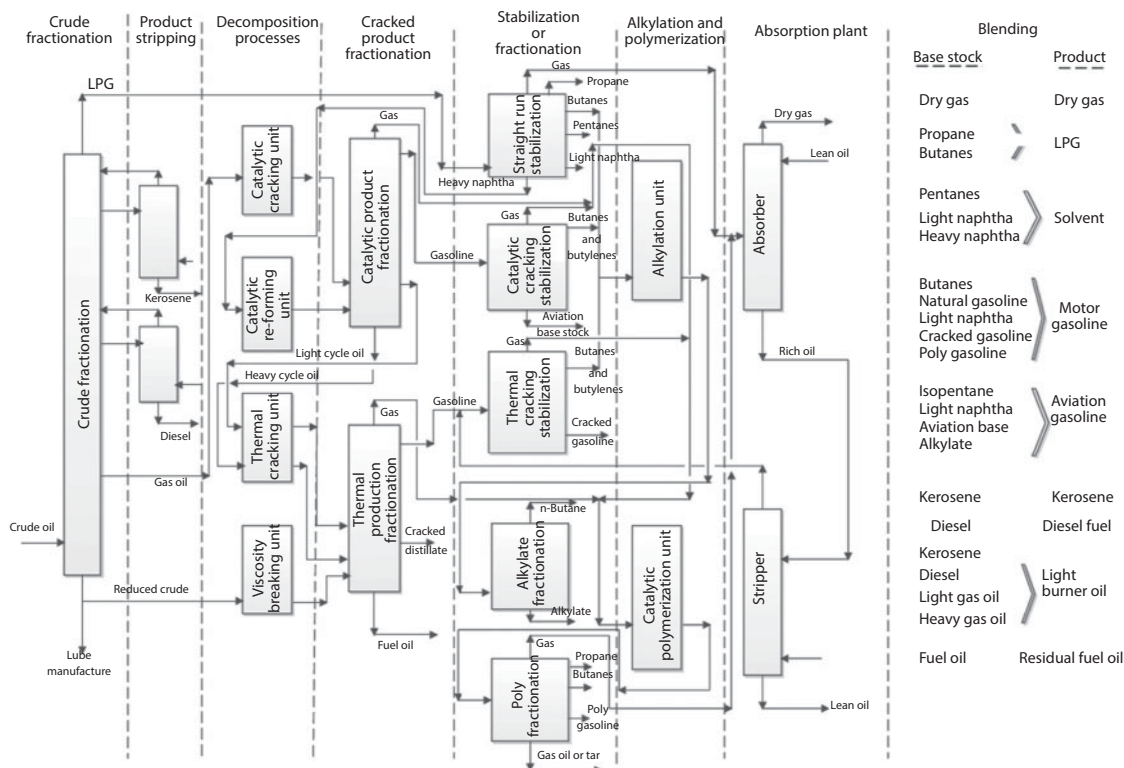 Crude
fractionation
Product
stripping
Decomposition
processes
Cracked
product
fractionation
Stabilization
or
fractionation
Alkylation and
polymerization
Absorption plant
Blending
Base stock
Product
LPG
Crude fractionation
Crude oil
Kerosene
Diesel
Gas oil
Reduced crude
Lube
manufacture
Catalytic
cracking unit
Catalytic
re-forming
unit
Light cycle oil
Heavy cycle oil
Thermal
cracking unit
Viscosity
breaking unit
Gas
Catalytic product
fractionation
Gasoline
Gas
Thermal
production
fractionation
Gasoline
Cracked
distillate
Fuel oil
Gas
Propane
Butanes
Pentanes
Light naphtha
Heavy naphtha
Straight run
stabilization
Gas
Butanes
and
butylenes
Catalytic
cracking
stabilization
Aviation
base stock
Gas
Butanes
and
butylenes
Thermal
cracking
stabilization
Cracked
gasoline
n-Butane
Alkylate
fractionation
Alkylate
Gas
Propane
Butanes
Poly
fractionation
Poly
gasoline
Gas oil or tar
Alkylation unit
Catalytic
polymerization unit
Dry gas
Lean oil
Absorber
Rich oil
Stripper
Lean oil
Dry gas
Dry gas
Propane
Butanes
LPG
Pentanes
Light naphtha
Heavy naphtha
Solvent
Butanes
Natural gasoline
Light naphtha
Cracked gasoline
Poly gasoline
Motor
gasoline
Isopentane
Light naphtha
Aviation base
Alkylate
Aviation
gasoline
Kerosene
Kerosene
Diesel
Diesel fuel
Kerosene
Diesel
Light gas oil
Heavy gas oil
Light
burner oil
Fuel oil
Residual fuel oil